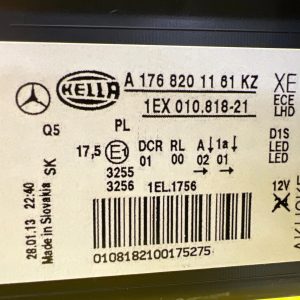 HELLA
A 176 820 11 61 KZ
1EX 010.818-21
XE
ECE
LHD
Q5
PL
17,5 E1
DCR RL A 1a
01 00 02 01
3255
3256 1EL.1756
D1S
LED
LED
12V
0108182100175275
28.01.13 22:40
Made in Slovakia SK